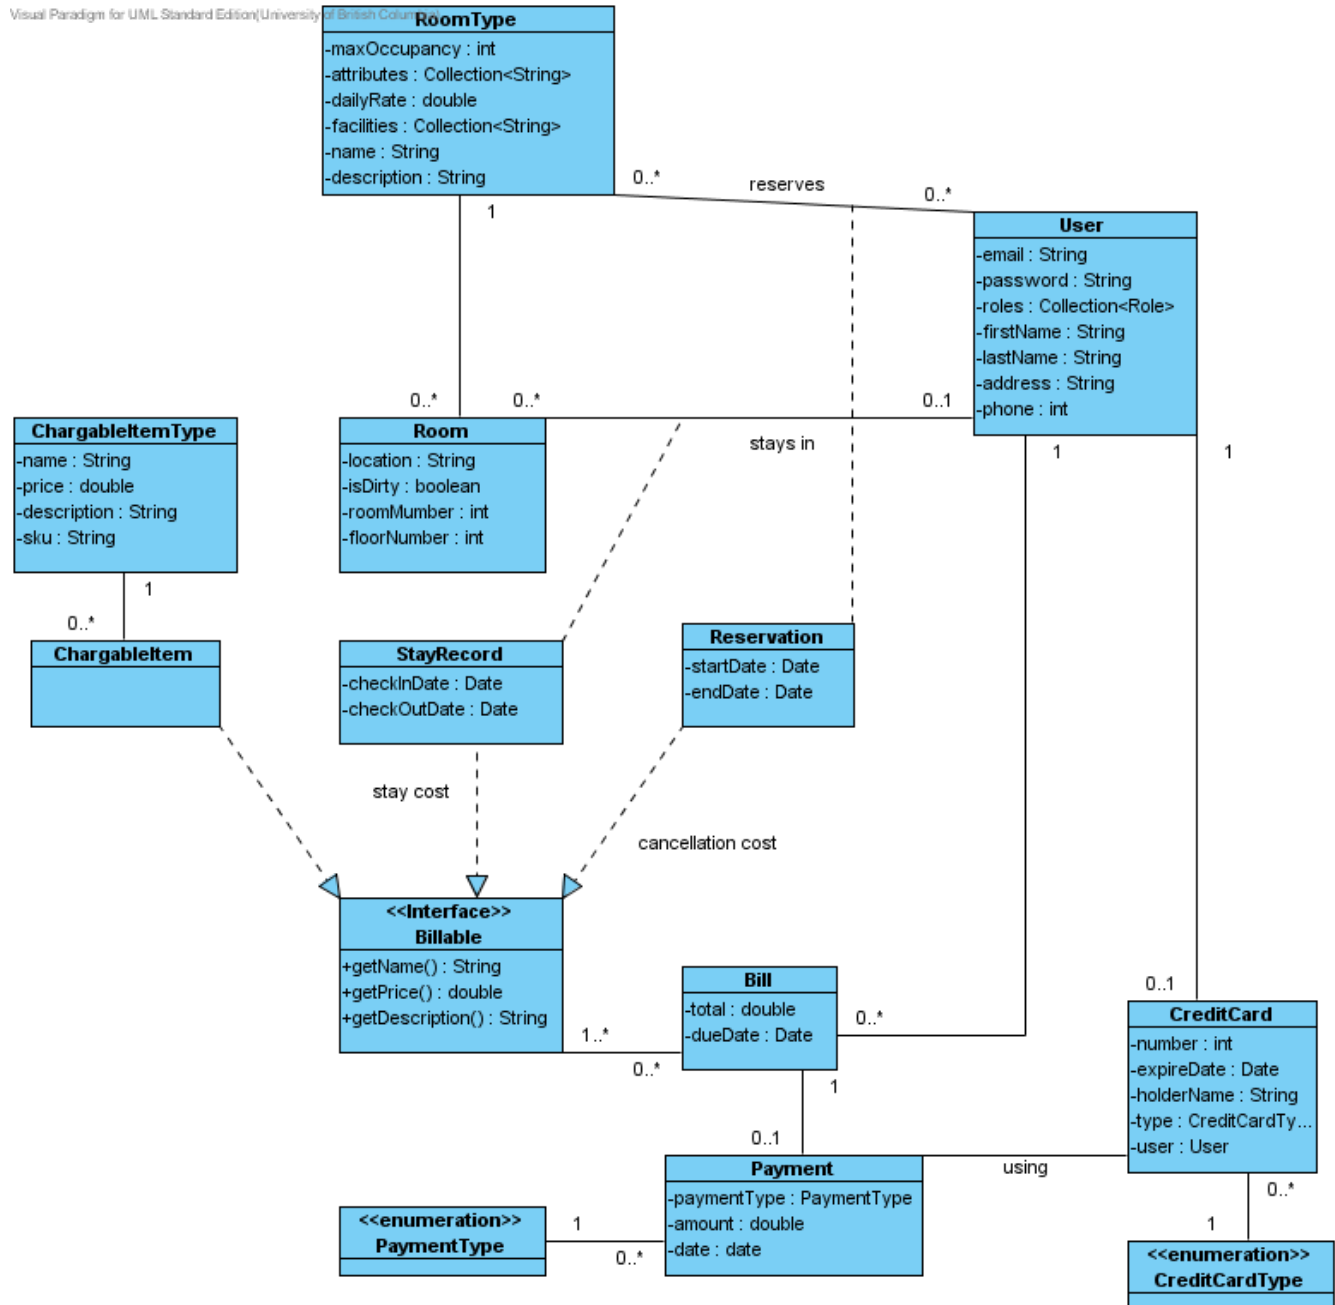 Visual Paradigm for UML Standard Edition(University of British Columbia)
RoomType
-maxOccupancy : int
-attributes : Collection<String>
-dailyRate : double
-facilities : Collection<String>
-name : String
-description : String
0..*
reserves
0..*
1
User
-email : String
-password : String
-roles : Collection<Role>
-firstName : String
-lastName : String
-address : String
-phone : int
0..*
0..*
0..1
stays in
1
1
ChargableItemType
-name : String
-price : double
-description : String
-sku : String
Room
-location : String
-isDirty : boolean
-roomMumber : int
-floorNumber : int
1
0..*
ChargableItem
StayRecord
-checkInDate : Date
-checkOutDate : Date
Reservation
-startDate : Date
-endDate : Date
stay cost
cancellation cost
<<Interface>>
Billable
+getName() : String
+getPrice() : double
+getDescription() : String
1..*
0..*
Bill
-total : double
-dueDate : Date
0..*
1
0..1
0..1
CreditCard
-number : int
-expireDate : Date
-holderName : String
-type : CreditCardTy...
-user : User
using
Payment
-paymentType : PaymentType
-amount : double
-date : date
<<enumeration>>
PaymentType
1
0..*
0..*
1
<<enumeration>>
CreditCardType